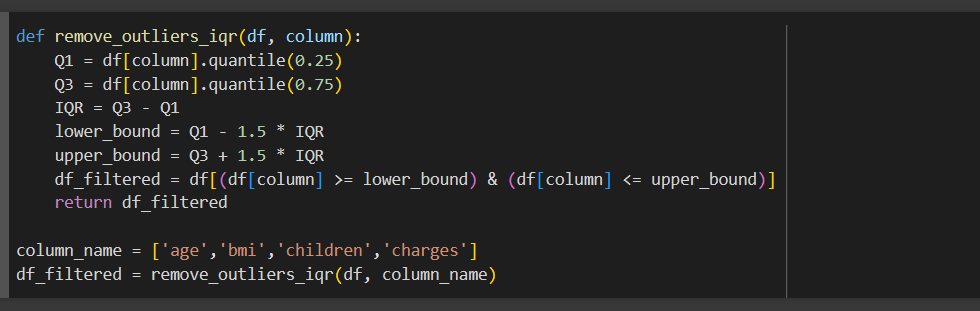 def remove_outliers_iqr(df, column):
    Q1 = df[column].quantile(0.25)
    Q3 = df[column].quantile(0.75)
    IQR = Q3 - Q1
    lower_bound = Q1 - 1.5 * IQR
    upper_bound = Q3 + 1.5 * IQR
    df_filtered = df[(df[column] >= lower_bound) & (df[column] <= upper_bound)]
    return df_filtered

column_name = ['age','bmi','children','charges']
df_filtered = remove_outliers_iqr(df, column_name)